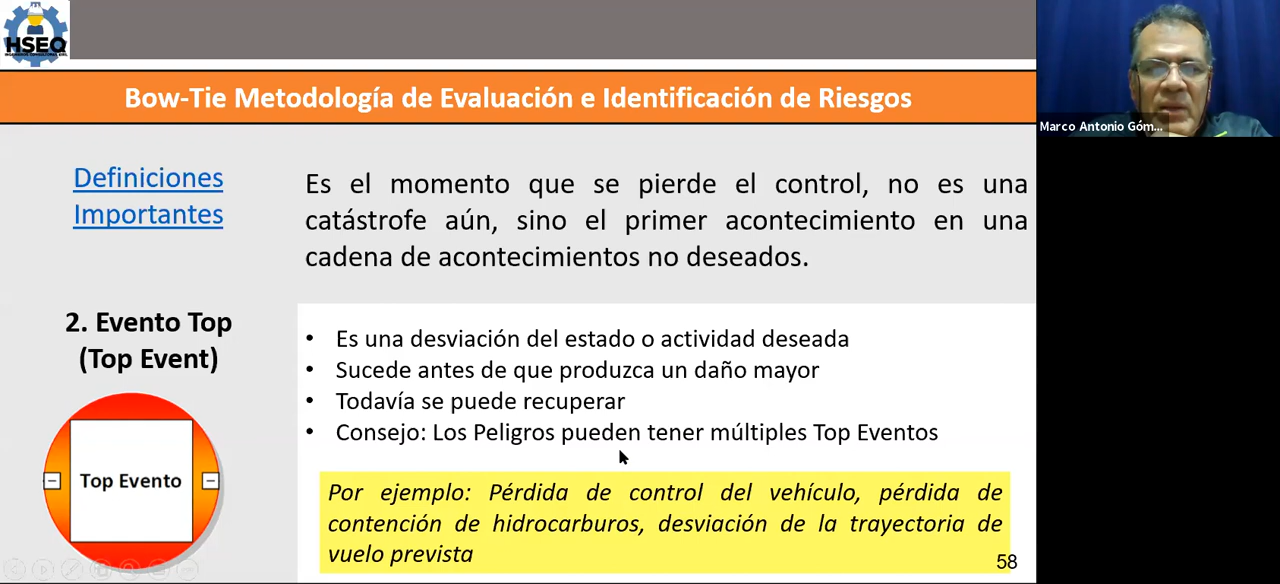 HSEQ
Bow-Tie Metodología de Evaluación e Identificación de Riesgos
Definiciones
Importantes
Es el momento que se pierde el control, no es una
catástrofe aún, sino el primer acontecimiento en una
cadena de acontecimientos no deseados.
2. Evento Top
(Top Event)
Top Evento
• Es una desviación del estado o actividad deseada
• Sucede antes de que produzca un daño mayor
• Todavía se puede recuperar
• Consejo: Los Peligros pueden tener múltiples Top Eventos
Por ejemplo: Pérdida de control del vehículo, pérdida de
contención de hidrocarburos, desviación de la trayectoria de
vuelo prevista
58
Marco Antonio Góm...